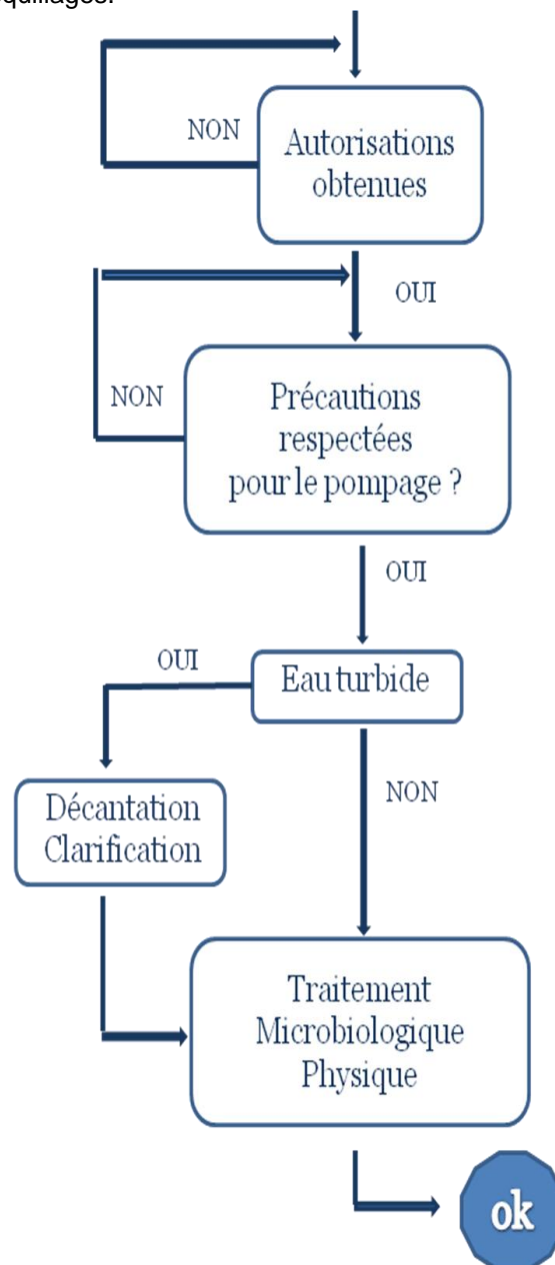 NON
Autorisations
obtenues
OUI
NON
Précautions
respectées
pour le pompage ?
OUI
OUI
Eau turbide
NON
Décantation
Clarification
Traitement
Microbiologique
Physique
ok